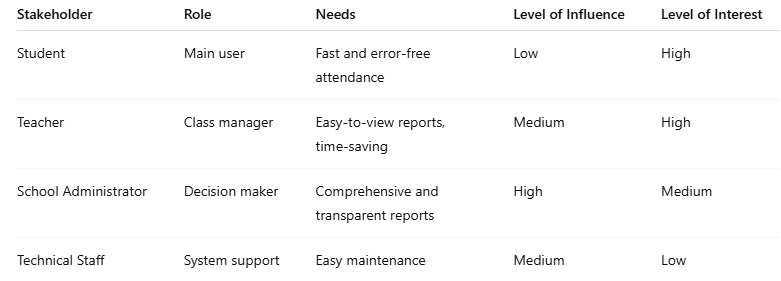 Stakeholder Role Needs Level of Influence Level of Interest
Student Main user Fast and error-free Low High
attendance
Teacher Class manager Easy-to-view reports, Medium High
time-saving
School Administrator Decision maker Comprehensive and High Medium
transparent reports
Technical Staff System support Easy maintenance Medium Low